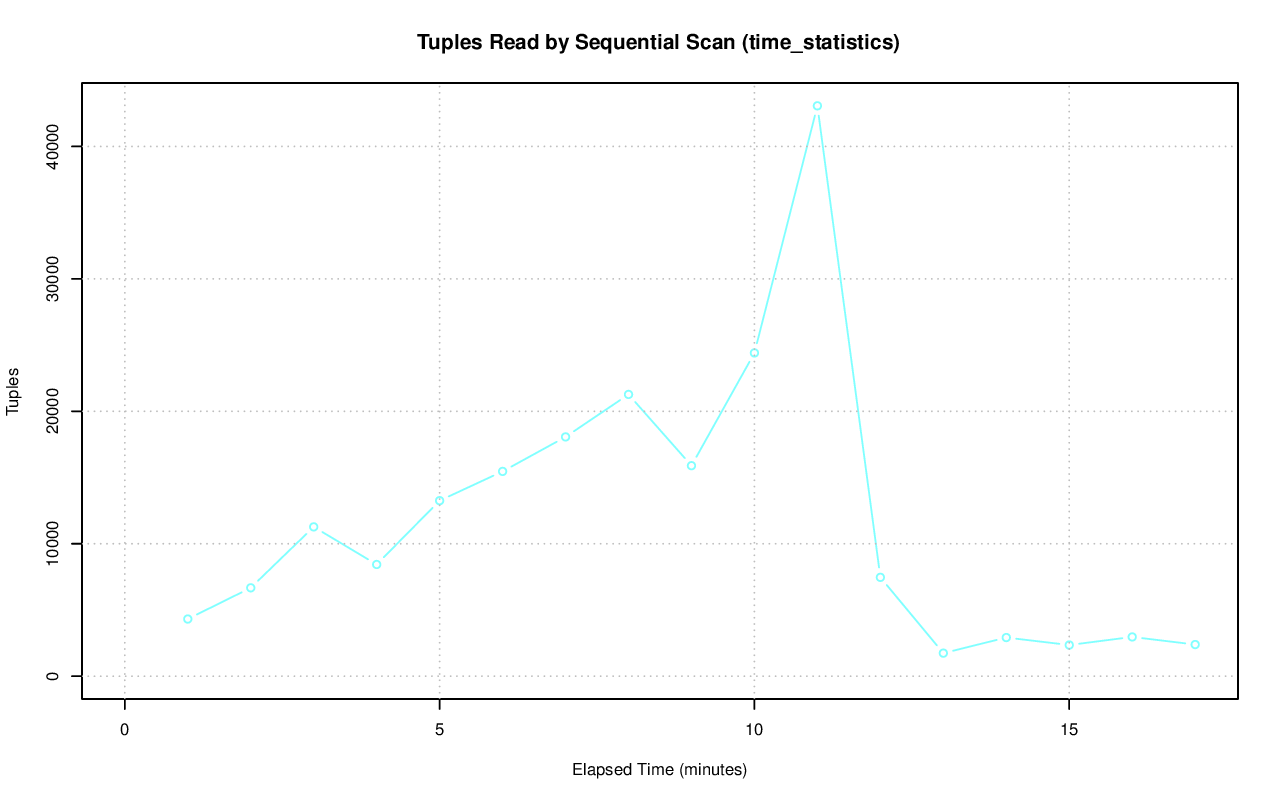 Tuples Read by Sequential Scan (time_statistics)
Tuples
40000
30000
20000
10000
0
0 5 10 15
Elapsed Time (minutes)